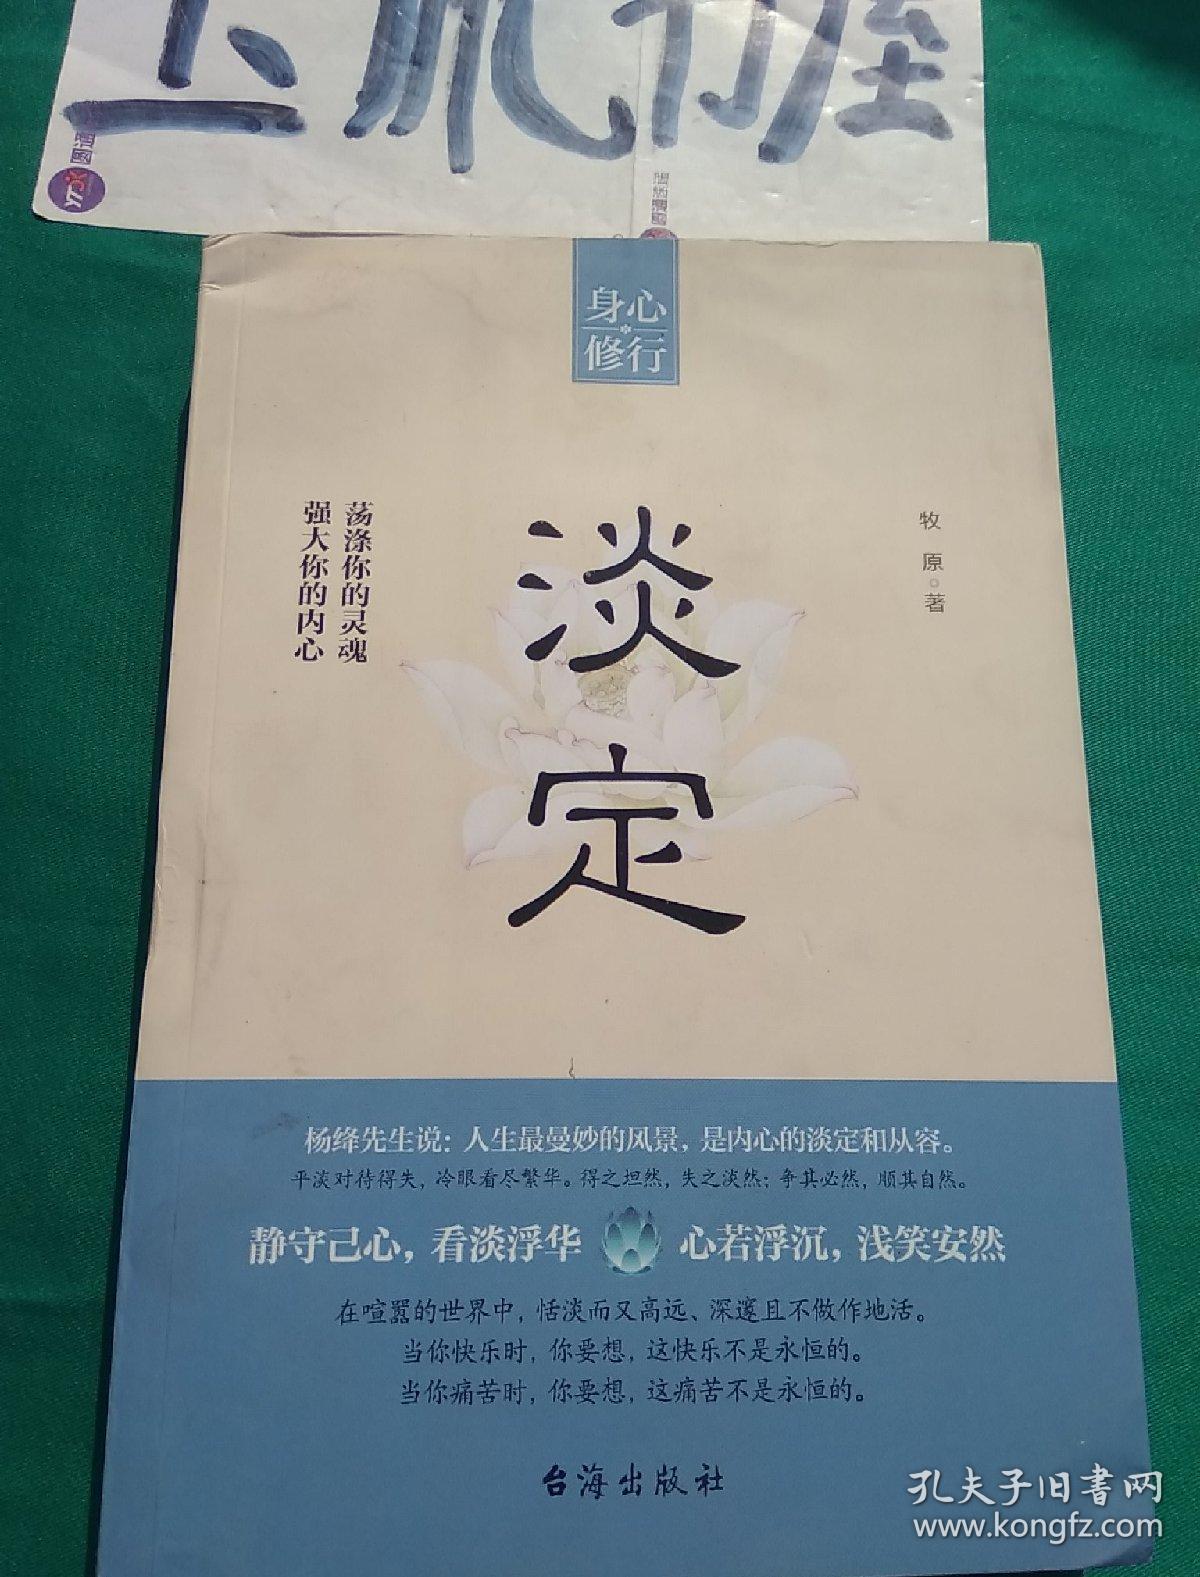 书屋
身心
修行
荡涤你的灵魂
强大你的内心
牧原。著
淡定
杨绛先生说：人生最曼妙的风景，是内心的淡定和从容。
平淡对待得失，冷眼看尽繁华。得之坦然，失之淡然；争其必然，顺其自然。
静守己心，看淡浮华 心若浮沉，浅笑安然
在喧嚣的世界中，恬淡而又高远、深邃且不做作地活。
当你快乐时，你要想，这快乐不是永恒的。
当你痛苦时，你要想，这痛苦不是永恒的。
台海出版社
孔夫子旧书网
www.kongfz.com